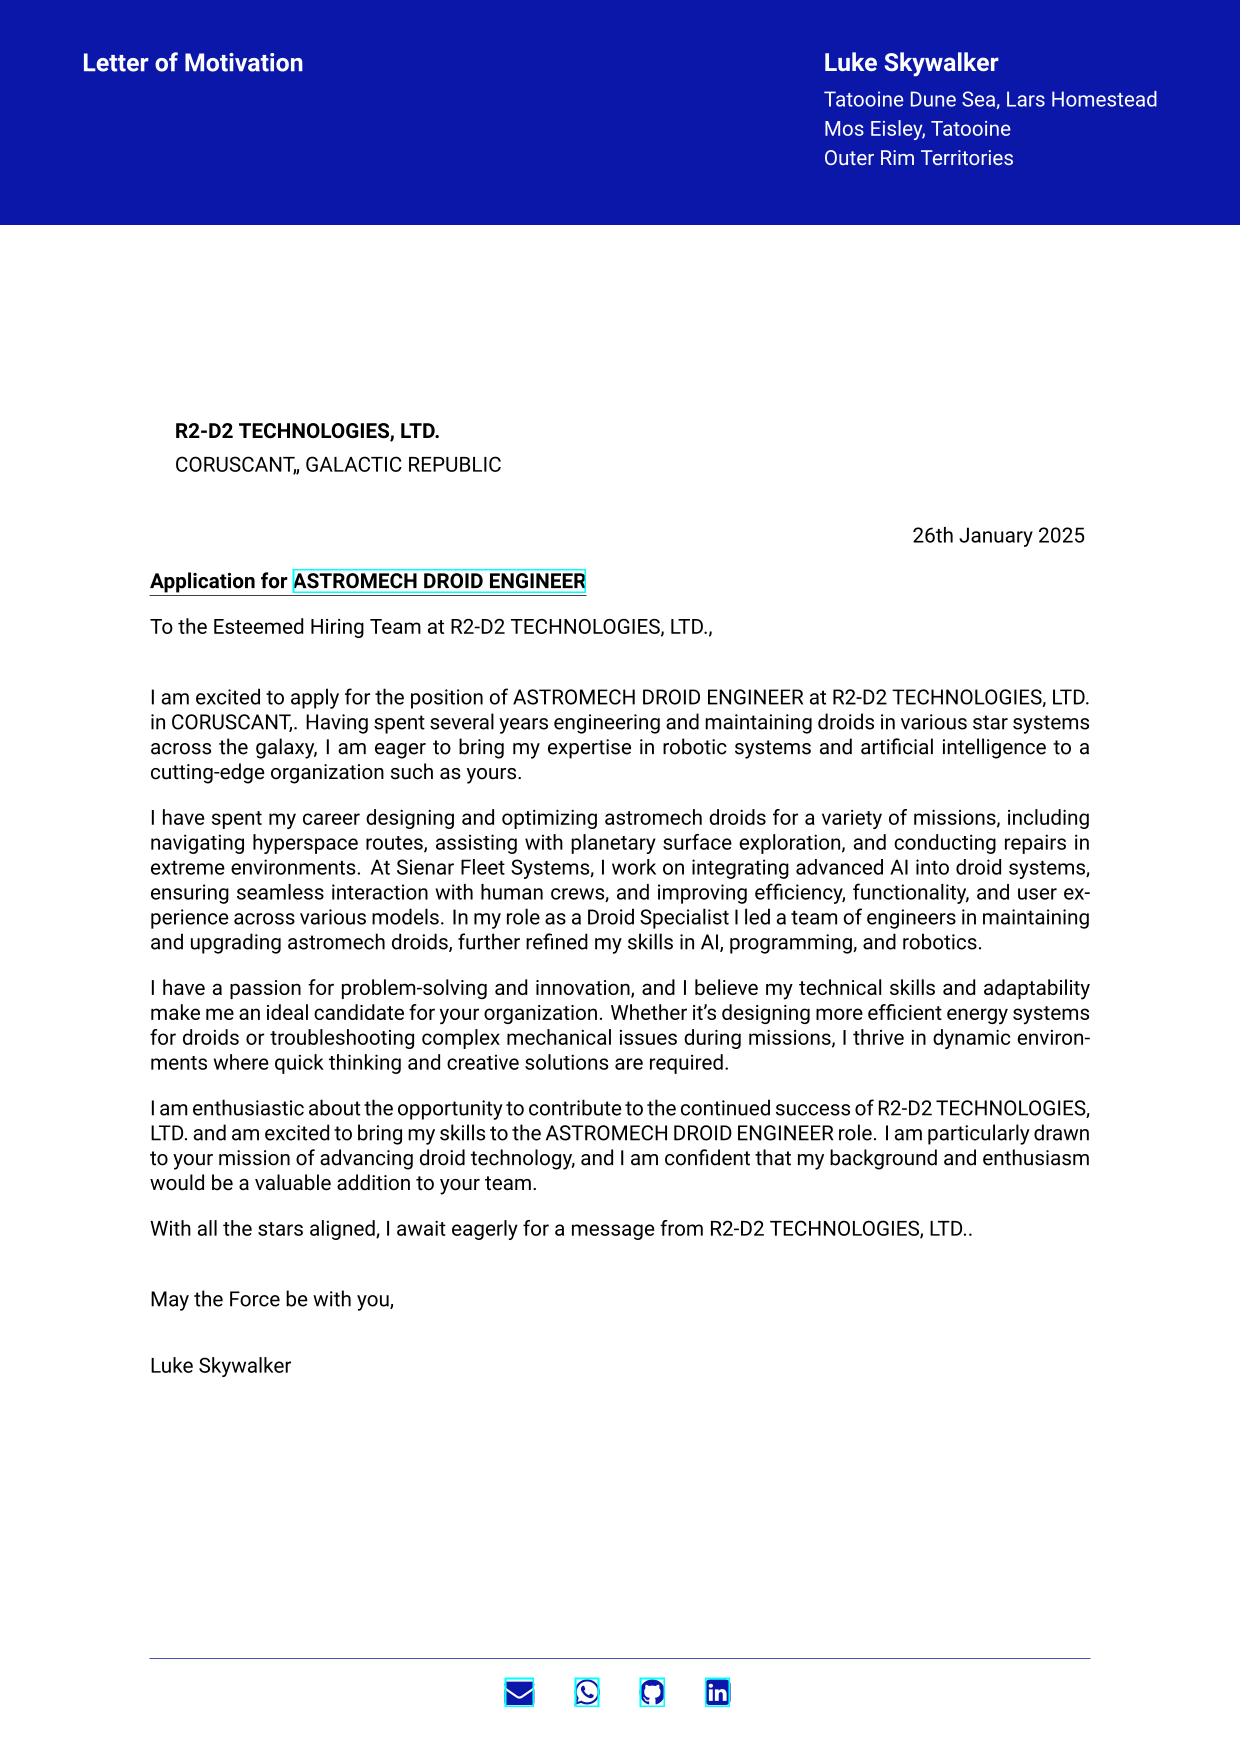 Letter of Motivation
Luke Skywalker
Tatooine Dune Sea, Lars Homestead
Mos Eisley, Tatooine
Outer Rim Territories
R2-D2 TECHNOLOGIES, LTD.
CORUSCANT,, GALACTIC REPUBLIC
26th January 2025
Application for ASTROMECH DROID ENGINEER
To the Esteemed Hiring Team at R2-D2 TECHNOLOGIES, LTD.,
I am excited to apply for the position of ASTROMECH DROID ENGINEER at R2-D2 TECHNOLOGIES, LTD.
in CORUSCANT,. Having spent several years engineering and maintaining droids in various star systems
across the galaxy, I am eager to bring my expertise in robotic systems and artificial intelligence to a
cutting-edge organization such as yours.
I have spent my career designing and optimizing astromech droids for a variety of missions, including
navigating hyperspace routes, assisting with planetary surface exploration, and conducting repairs in
extreme environments. At Sienar Fleet Systems, I work on integrating advanced AI into droid systems,
ensuring seamless interaction with human crews, and improving efficiency, functionality, and user ex-
perience across various models. In my role as a Droid Specialist I led a team of engineers in maintaining
and upgrading astromech droids, further refined my skills in AI, programming, and robotics.
I have a passion for problem-solving and innovation, and I believe my technical skills and adaptability
make me an ideal candidate for your organization. Whether it’s designing more efficient energy systems
for droids or troubleshooting complex mechanical issues during missions, I thrive in dynamic environ-
ments where quick thinking and creative solutions are required.
I am enthusiastic about the opportunity to contribute to the continued success of R2-D2 TECHNOLOGIES,
LTD. and am excited to bring my skills to the ASTROMECH DROID ENGINEER role. I am particularly drawn
to your mission of advancing droid technology, and I am confident that my background and enthusiasm
would be a valuable addition to your team.
With all the stars aligned, I await eagerly for a message from R2-D2 TECHNOLOGIES, LTD..
May the Force be with you,
Luke Skywalker